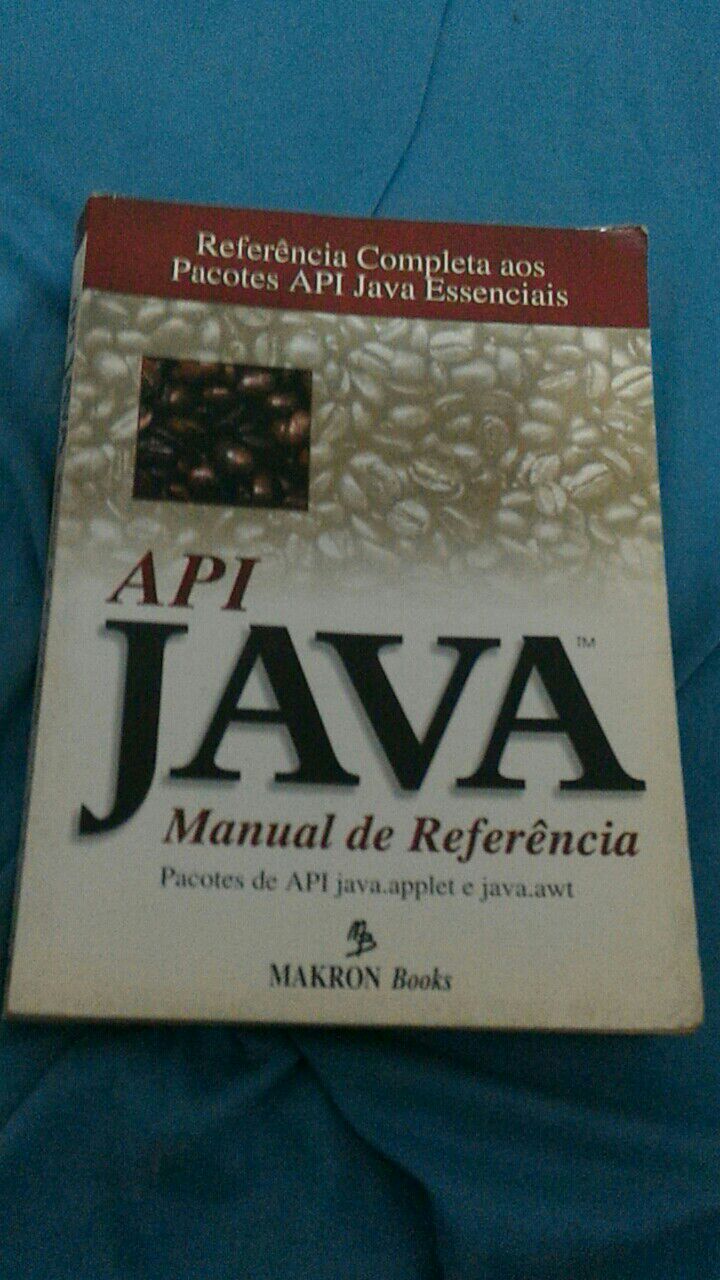 Referência Completa aos
Pacotes API Java Essenciais
API
JAVA™
Manual de Referência
Pacotes de API java.applet e java.awt
MAKRON Books